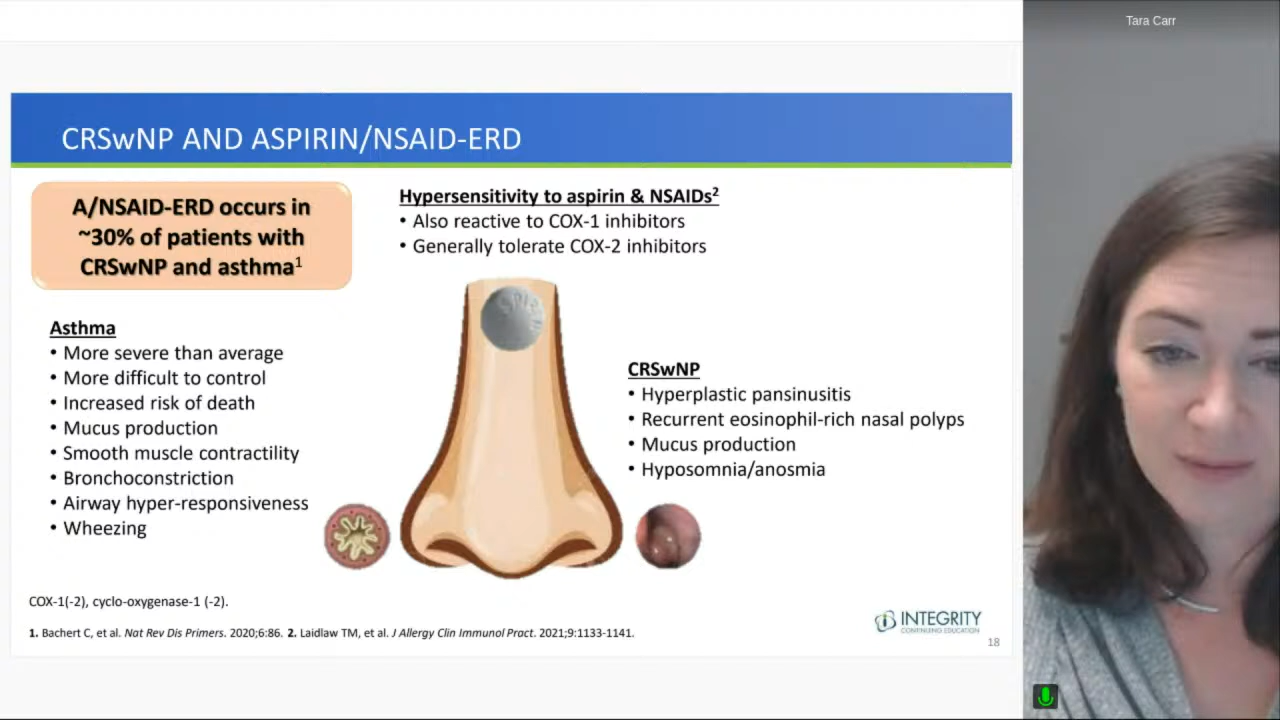 Tara Carr
CRSwNP AND ASPIRIN/NSAID-ERD
A/NSAID-ERD occurs in
~30% of patients with
CRSwNP and asthma1
Hypersensitivity to aspirin & NSAIDs2
• Also reactive to COX-1 inhibitors
• Generally tolerate COX-2 inhibitors
Asthma
• More severe than average
• More difficult to control
• Increased risk of death
• Mucus production
• Smooth muscle contractility
• Bronchoconstriction
• Airway hyper-responsiveness
• Wheezing
CRSwNP
• Hyperplastic pansinusitis
• Recurrent eosinophil-rich nasal polyps
• Mucus production
• Hyposomnia/anosmia
COX-1(-2), cyclo-oxygenase-1 (-2).
1. Bachert C, et al. Nat Rev Dis Primers. 2020;6:86. 2. Laidlaw TM, et al. J Allergy Clin Immunol Pract. 2021;9:1133-1141.
INTEGRITY
CONTINUING EDUCATION
18